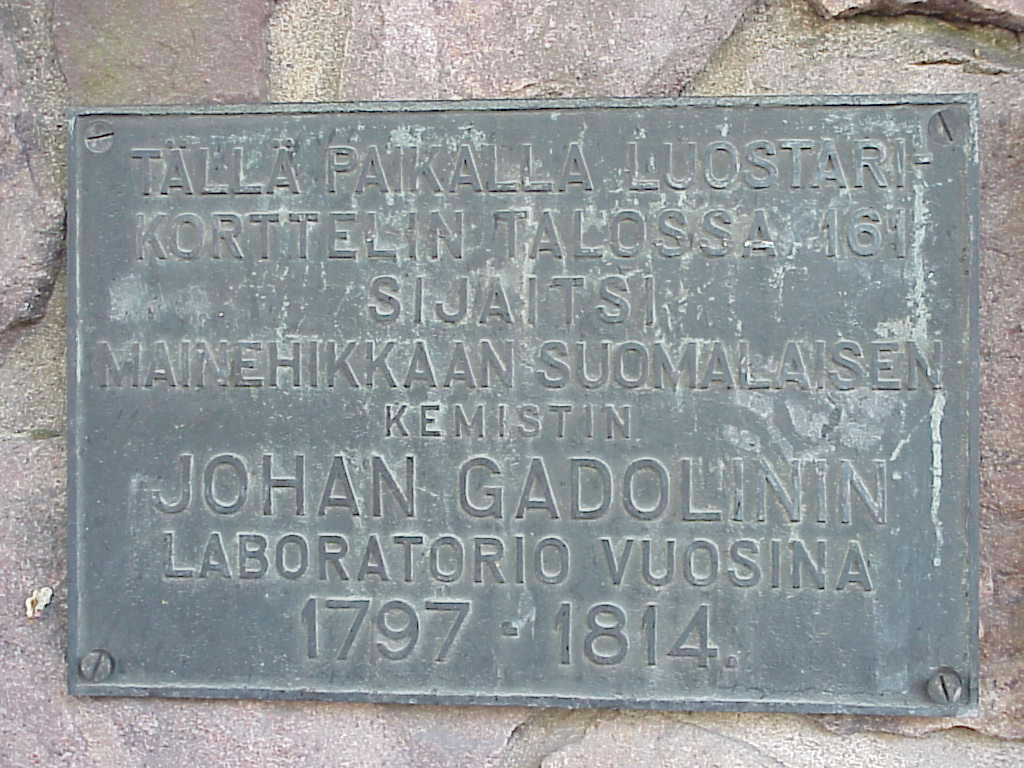 TÄLLÄ PAIKALLA LUOSTARI-
KORTTELIN TALOSSA 161
SIJAITSI
MAINEHIKKAAN SUOMALAISEN
KEMISTIN
JOHAN GADOLININ
LABORATORIO VUOSINA
1797 - 1814.